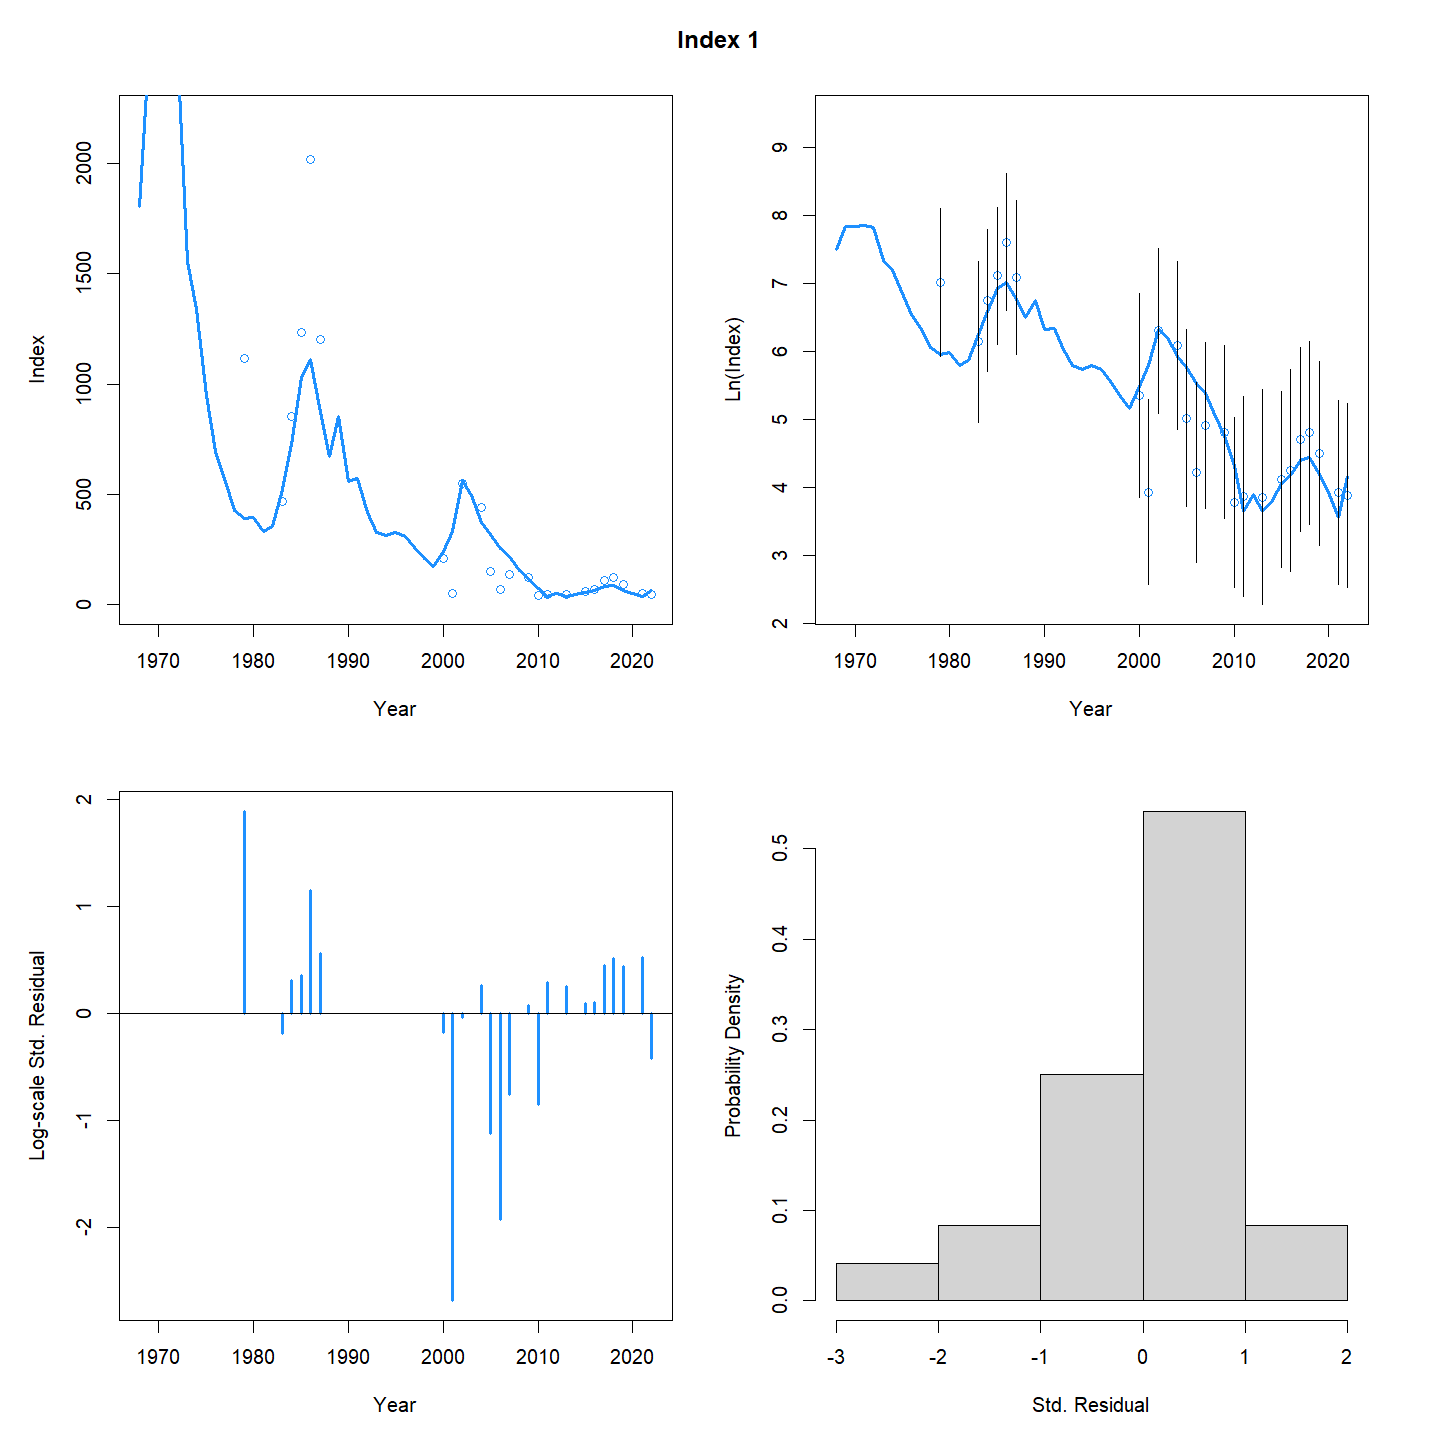 Index 1
Index
2000
1500
1000
500
0
1970 1980 1990 2000 2010 2020
Year
Ln(Index)
9
8
7
6
5
4
3
2
1970 1980 1990 2000 2010 2020
Year
Log-scale Std. Residual
2
1
0
-1
-2
1970 1980 1990 2000 2010 2020
Year
Probability Density
0.5
0.4
0.3
0.2
0.1
0.0
-3 -2 -1 0 1 2
Std. Residual